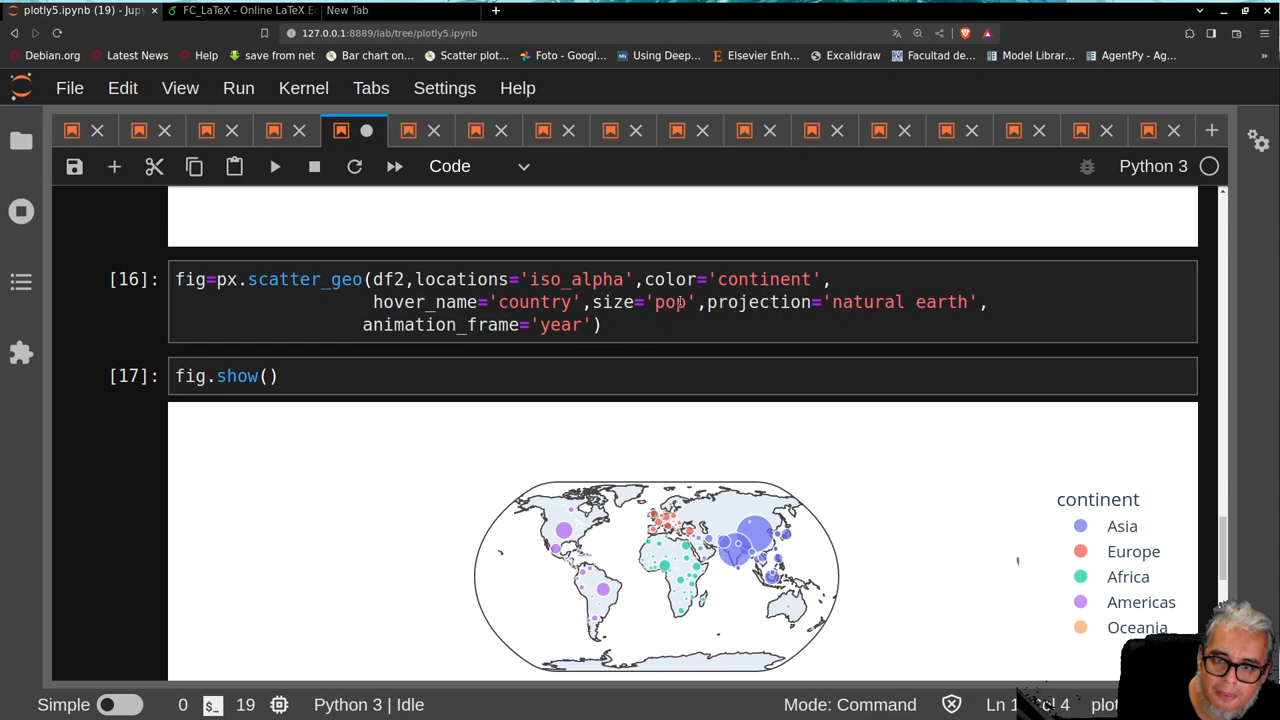 plotly5.ipynb (19) - Jup
FC_LaTeX - Online LaTeX E
New Tab
127.0.0.1:8889/lab/tree/plotly5.ipynb
Debian.org
Latest News
Help
save from net
Bar chart on...
Scatter plot...
Foto - Googl...
Using Deep...
Elsevier Enh...
Excalidraw
Facultad de...
Model Librar...
AgentPy - Ag...
File Edit View Run Kernel Tabs Settings Help
Code
Python 3
[16]: fig=px.scatter_geo(df2,locations='iso_alpha',color='continent',
hover_name='country',size='pop',projection='natural earth',
animation_frame='year')
[17]: fig.show()
continent
Asia
Europe
Africa
Americas
Oceania
Simple 0 19 Python 3 | Idle Mode: Command